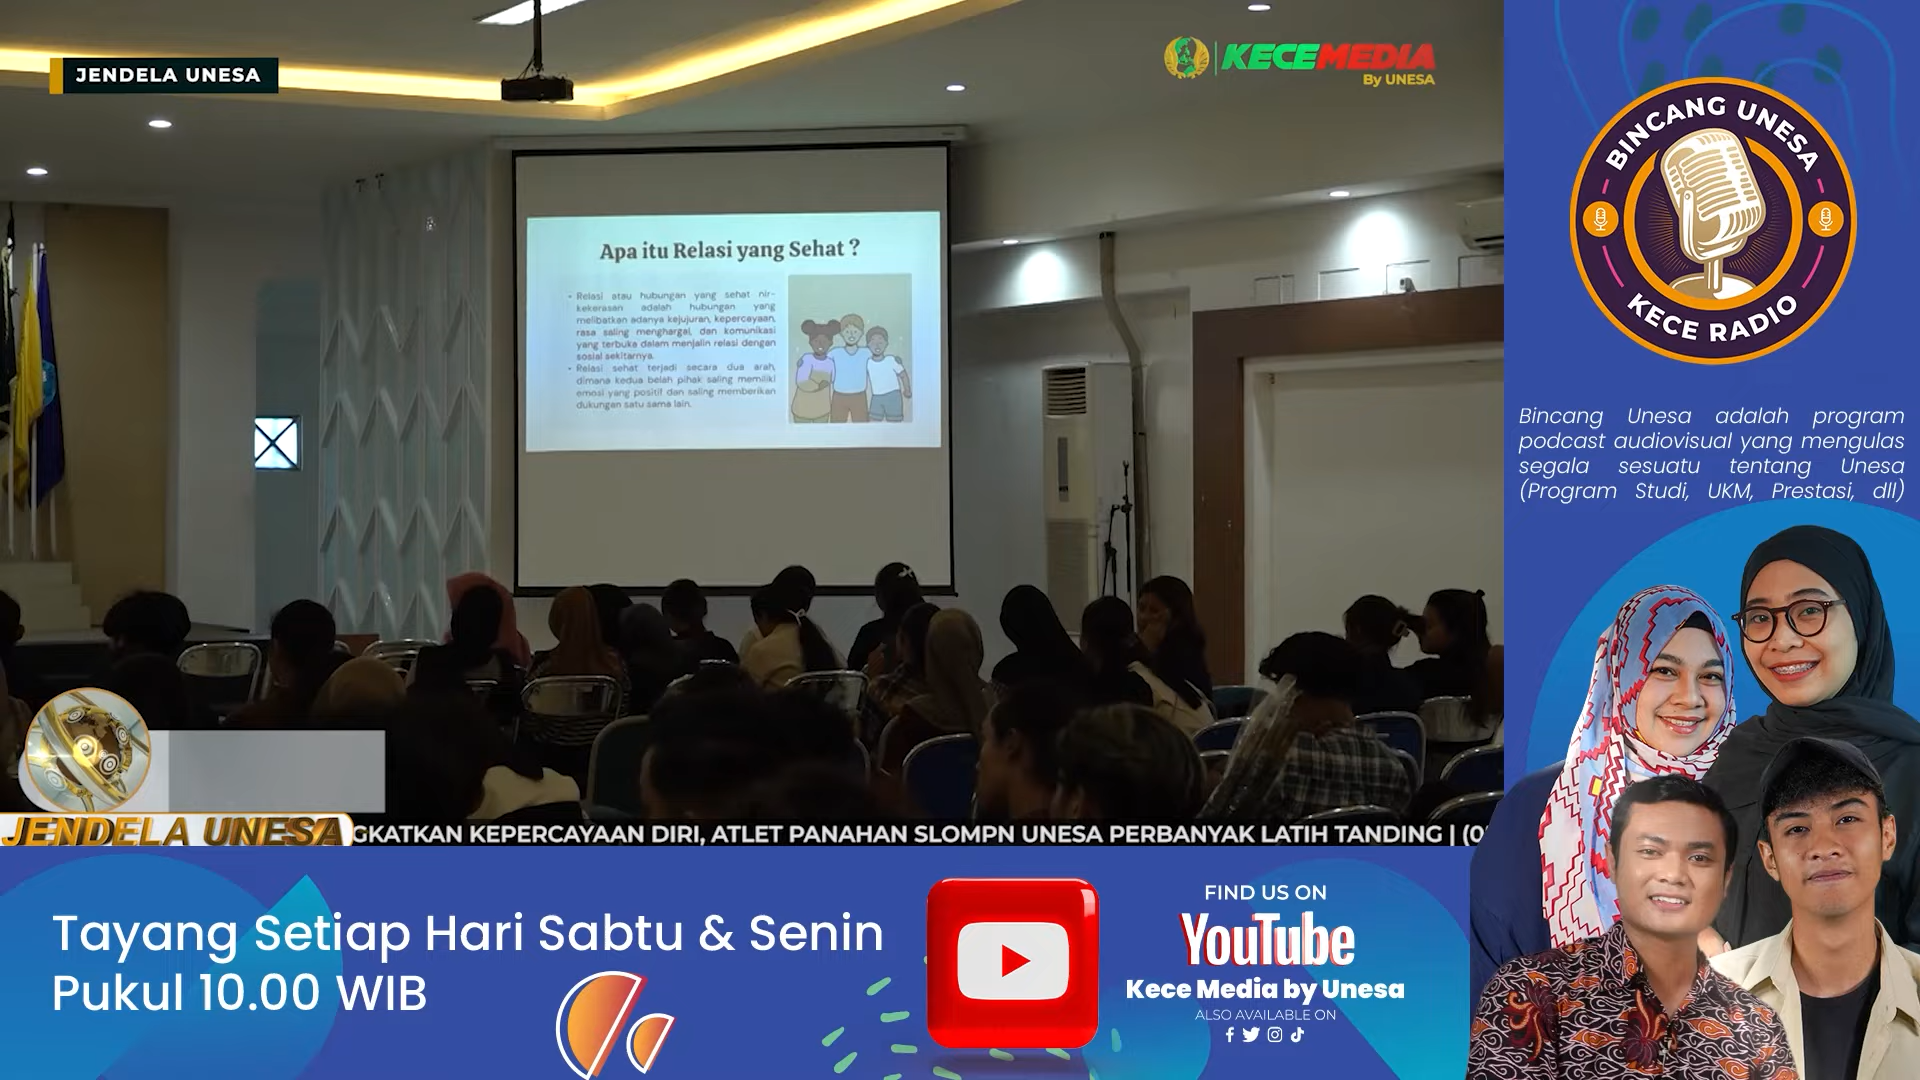 JENDELA UNESA
KECEMEDIA
By UNESA
Apa itu Relasi yang Sehat ?
• Relasi atau hubungan yang sehat nir-
kekerasan adalah hubungan yang
melibatkan adanya kejujuran, kepercayaan,
rasa saling menghargai, dan komunikasi
yang terbuka dalam menjalin relasi dengan
sosial sekitarnya.
• Relasi sehat terjadi secara dua arah,
dimana kedua belah pihak saling memiliki
emosi yang positif dan saling memberikan
dukungan satu sama lain.
JENDELA UNESA
GKATKAN KEPERCAYAAN DIRI, ATLET PANAHAN SLOMPN UNESA PERBANYAK LATIH TANDING | (0
BINCANG UNESA
KECE RADIO
Bincang Unesa adalah program
podcast audiovisual yang mengulas
segala sesuatu tentang Unesa
(Program Studi, UKM, Prestasi, dll)
Tayang Setiap Hari Sabtu & Senin
Pukul 10.00 WIB
FIND US ON
YouTube
Kece Media by Unesa
ALSO AVAILABLE ON